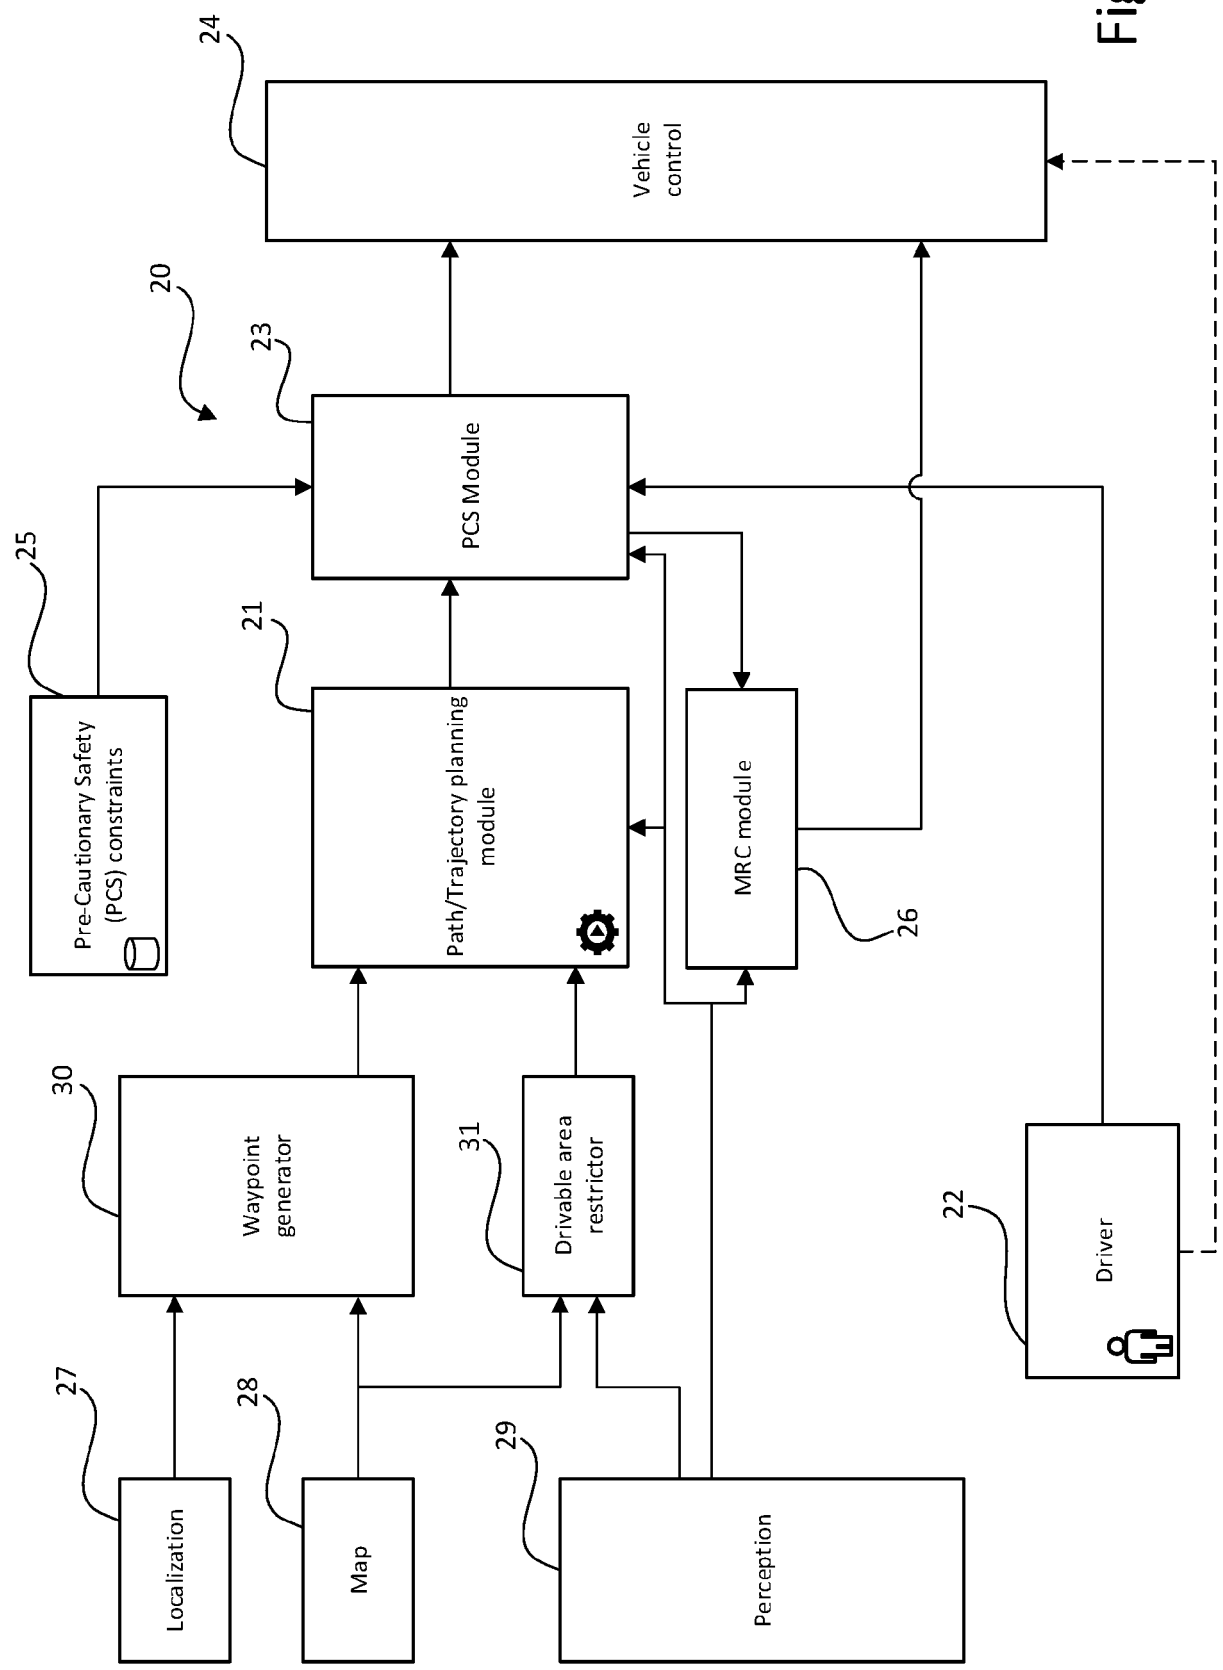 20
25
Pre-Cautionary Safety
(PCS) constraints
27
Localization
30
Waypoint
generator
21
Path/Trajectory planning
module
23
PCS Module
24
Vehicle
control
28
Map
31
Drivable area
restrictor
29
Perception
MRC module
26
22
Driver